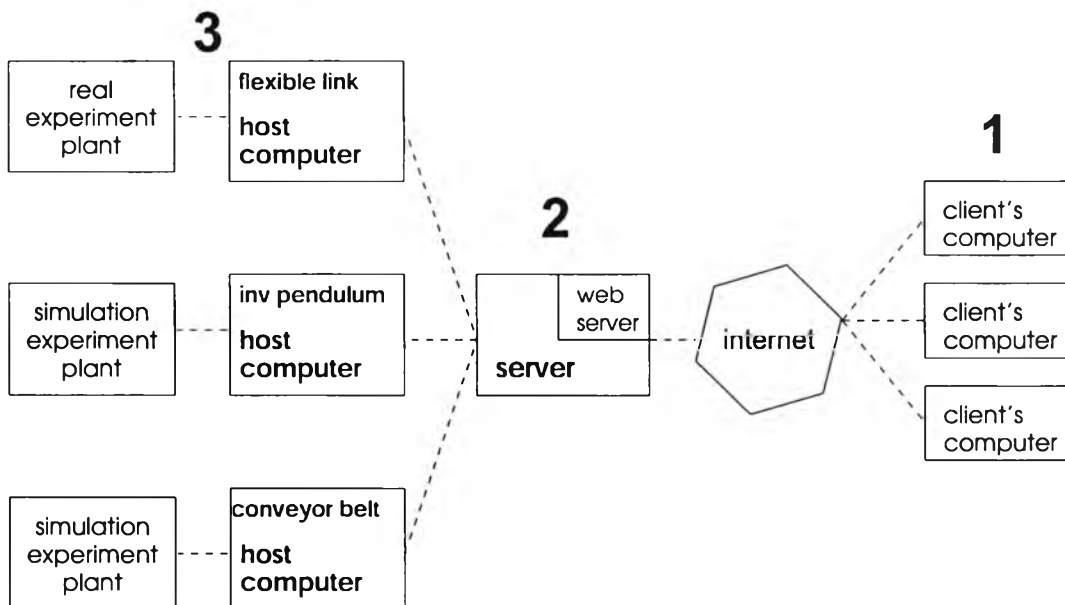 3
real
experiment
plant
flexible link
host
computer
1
client's
computer
2
simulation
experiment
plant
inv pendulum
host
computer
web
server
server
internet
client's
computer
client's
computer
simulation
experiment
plant
conveyor belt
host
computer